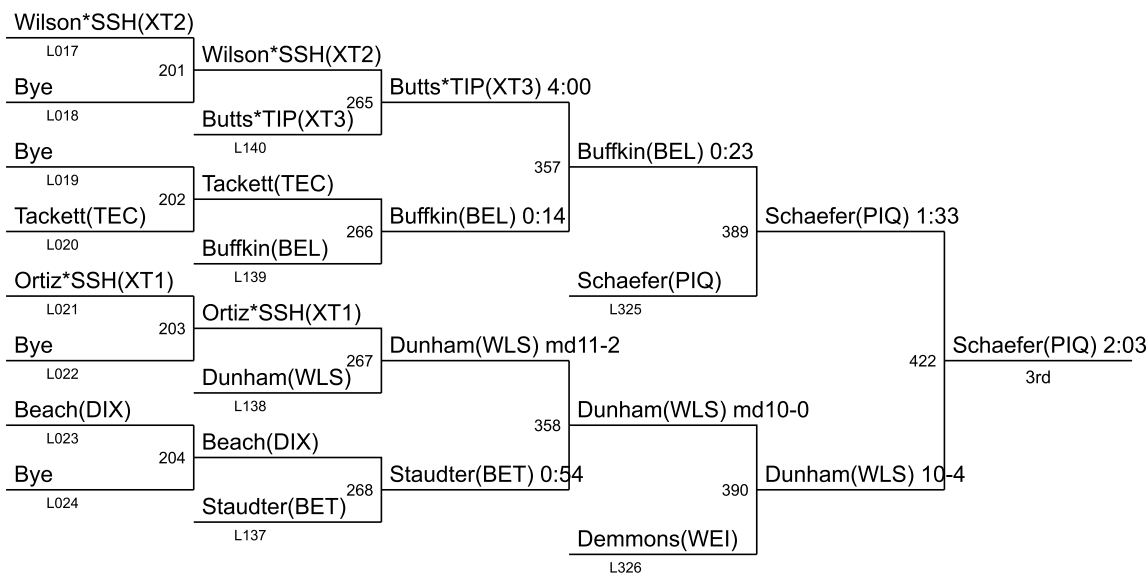 Wilson*SSH(XT2)
L017
201
Bye
L018
Bye
L019
202
Tackett(TEC)
L020
Ortiz*SSH(XT1)
L021
203
Bye
L022
Beach(DIX)
L023
204
Bye
L024
Wilson*SSH(XT2)
265
Butts*TIP(XT3)
L140
Tackett(TEC)
266
Buffkin(BEL)
L139
Ortiz*SSH(XT1)
267
Dunham(WLS)
L138
Beach(DIX)
268
Staudter(BET)
L137
Butts*TIP(XT3) 4:00
357
Buffkin(BEL) 0:14
Dunham(WLS) md11-2
358
Staudter(BET) 0:54
Buffkin(BEL) 0:23
389
Schaefer(PIQ)
L325
Dunham(WLS) md10-0
390
Demmons(WEI)
L326
Schaefer(PIQ) 1:33
422
Dunham(WLS) 10-4
Schaefer(PIQ) 2:03
3rd